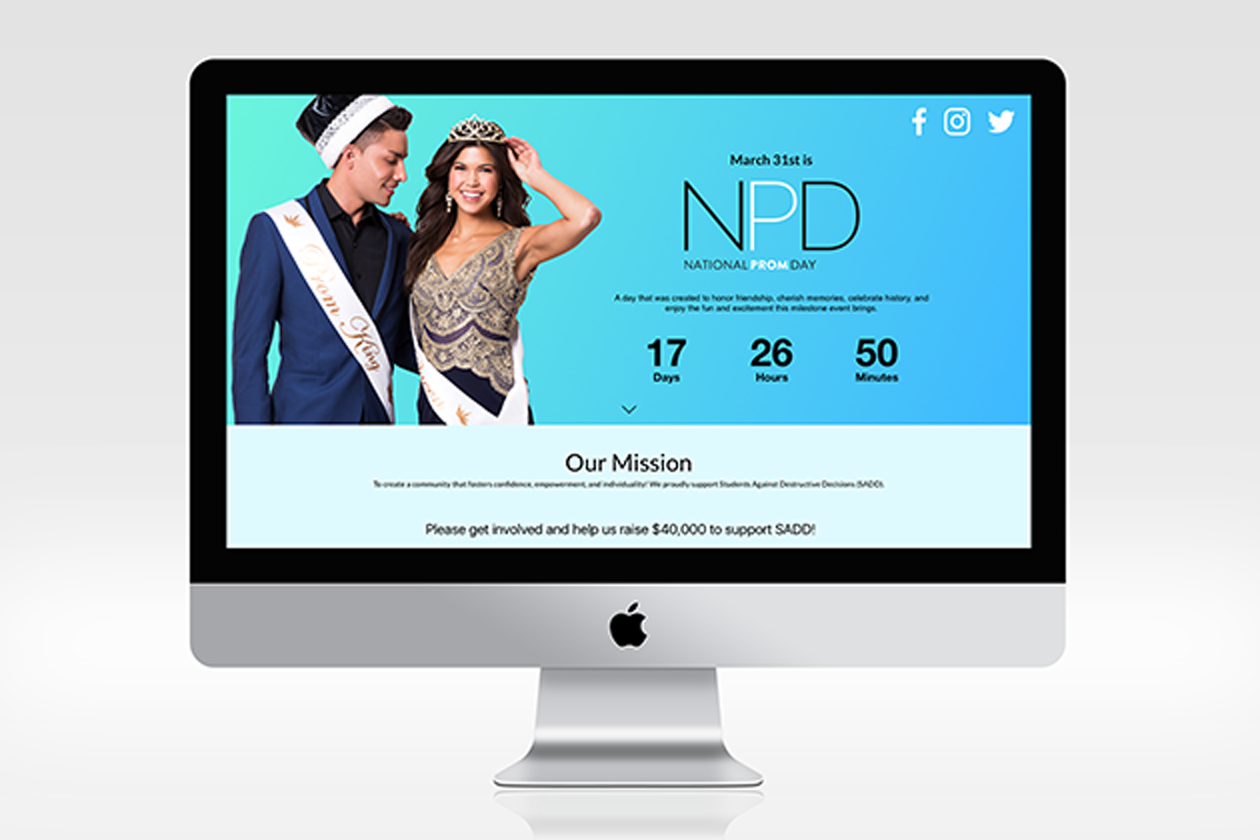 March 31st is
NPD
NATIONAL PROM DAY
A day that was created to honor friendship, cherish memories, celebrate history, and
enjoy the fun and excitement this milestone event brings.
17 26 50
Days Hours Minutes
Prom King
Our Mission
To create a community that fosters confidence, empowerment, and individuality! We proudly support Students Against Destructive Decisions (SADD).
Please get involved and help us raise $40,000 to support SADD!